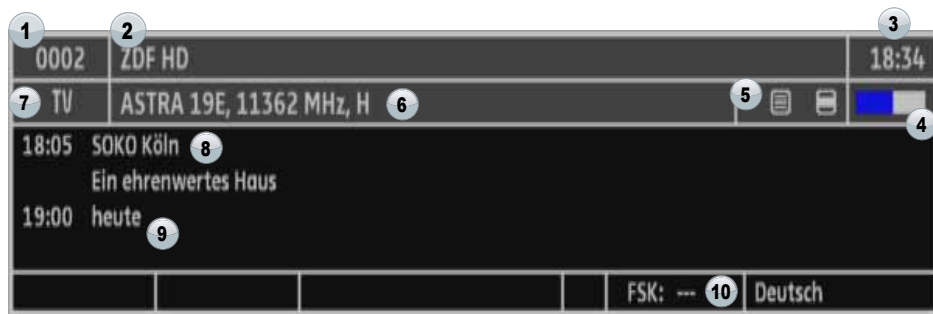 1 2 3
0002 ZDF HD 18:34
7 TV ASTRA 19E, 11362 MHz, H 6 5 4
18:05 SOKO Köln 8
Ein ehrenwertes Haus
19:00 heute 9
FSK: --- 10 Deutsch